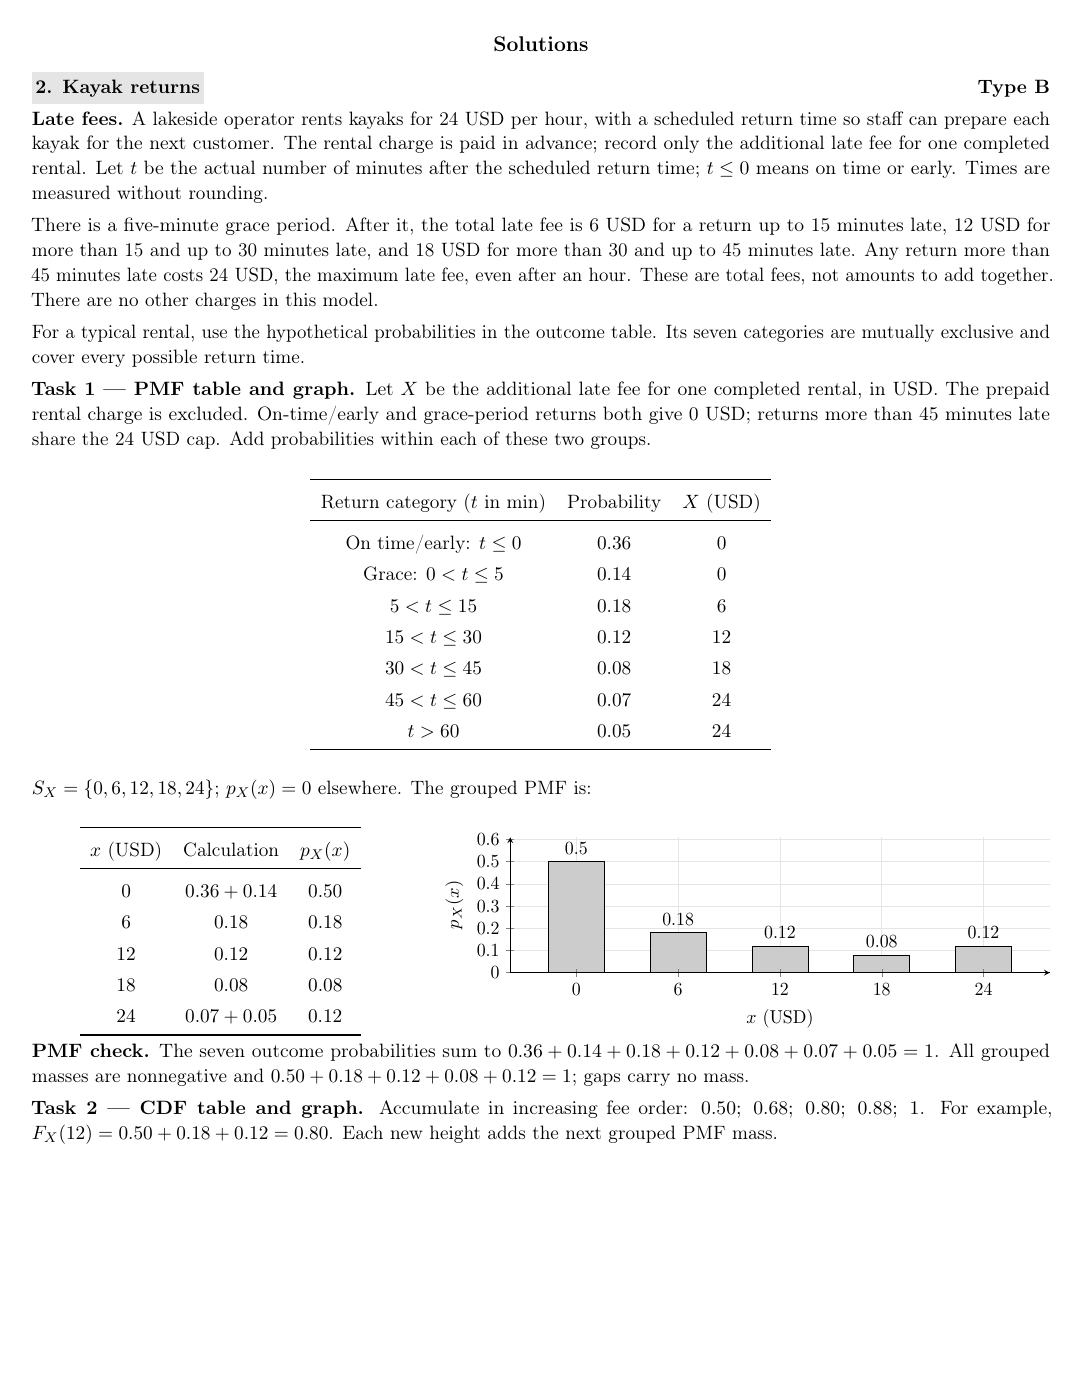 Solutions
2. Kayak returns Type B
Late fees. A lakeside operator rents kayaks for 24 USD per hour, with a scheduled return time so staff can prepare each
kayak for the next customer. The rental charge is paid in advance; record only the additional late fee for one completed
rental. Let t be the actual number of minutes after the scheduled return time; t ≤ 0 means on time or early. Times are
measured without rounding.
There is a five-minute grace period. After it, the total late fee is 6 USD for a return up to 15 minutes late, 12 USD for
more than 15 and up to 30 minutes late, and 18 USD for more than 30 and up to 45 minutes late. Any return more than
45 minutes late costs 24 USD, the maximum late fee, even after an hour. These are total fees, not amounts to add together.
There are no other charges in this model.
For a typical rental, use the hypothetical probabilities in the outcome table. Its seven categories are mutually exclusive and
cover every possible return time.
Task 1 — PMF table and graph. Let X be the additional late fee for one completed rental, in USD. The prepaid
rental charge is excluded. On-time/early and grace-period returns both give 0 USD; returns more than 45 minutes late
share the 24 USD cap. Add probabilities within each of these two groups.
Return category (t in min) Probability X (USD)
On time/early: t ≤ 0 0.36 0
Grace: 0 < t ≤ 5 0.14 0
5 < t ≤ 15 0.18 6
15 < t ≤ 30 0.12 12
30 < t ≤ 45 0.08 18
45 < t ≤ 60 0.07 24
t > 60 0.05 24
S_X = {0, 6, 12, 18, 24}; p_X(x) = 0 elsewhere. The grouped PMF is:
x (USD) Calculation p_X(x)
0 0.36 + 0.14 0.50
6 0.18 0.18
12 0.12 0.12
18 0.08 0.08
24 0.07 + 0.05 0.12
p_X(x)
0.6
0.5
0.4
0.3
0.2
0.1
0
0.5
0.18
0.12
0.08
0.12
0 6 12 18 24
x (USD)
PMF check. The seven outcome probabilities sum to 0.36 + 0.14 + 0.18 + 0.12 + 0.08 + 0.07 + 0.05 = 1. All grouped
masses are nonnegative and 0.50 + 0.18 + 0.12 + 0.08 + 0.12 = 1; gaps carry no mass.
Task 2 — CDF table and graph. Accumulate in increasing fee order: 0.50; 0.68; 0.80; 0.88; 1. For example,
F_X(12) = 0.50 + 0.18 + 0.12 = 0.80. Each new height adds the next grouped PMF mass.